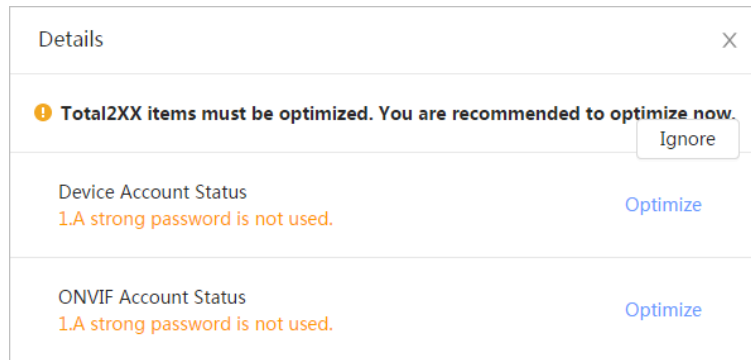 Details
Total2XX items must be optimized. You are recommended to optimize now.
Ignore
Device Account Status
1.A strong password is not used.
Optimize
ONVIF Account Status
1.A strong password is not used.
Optimize